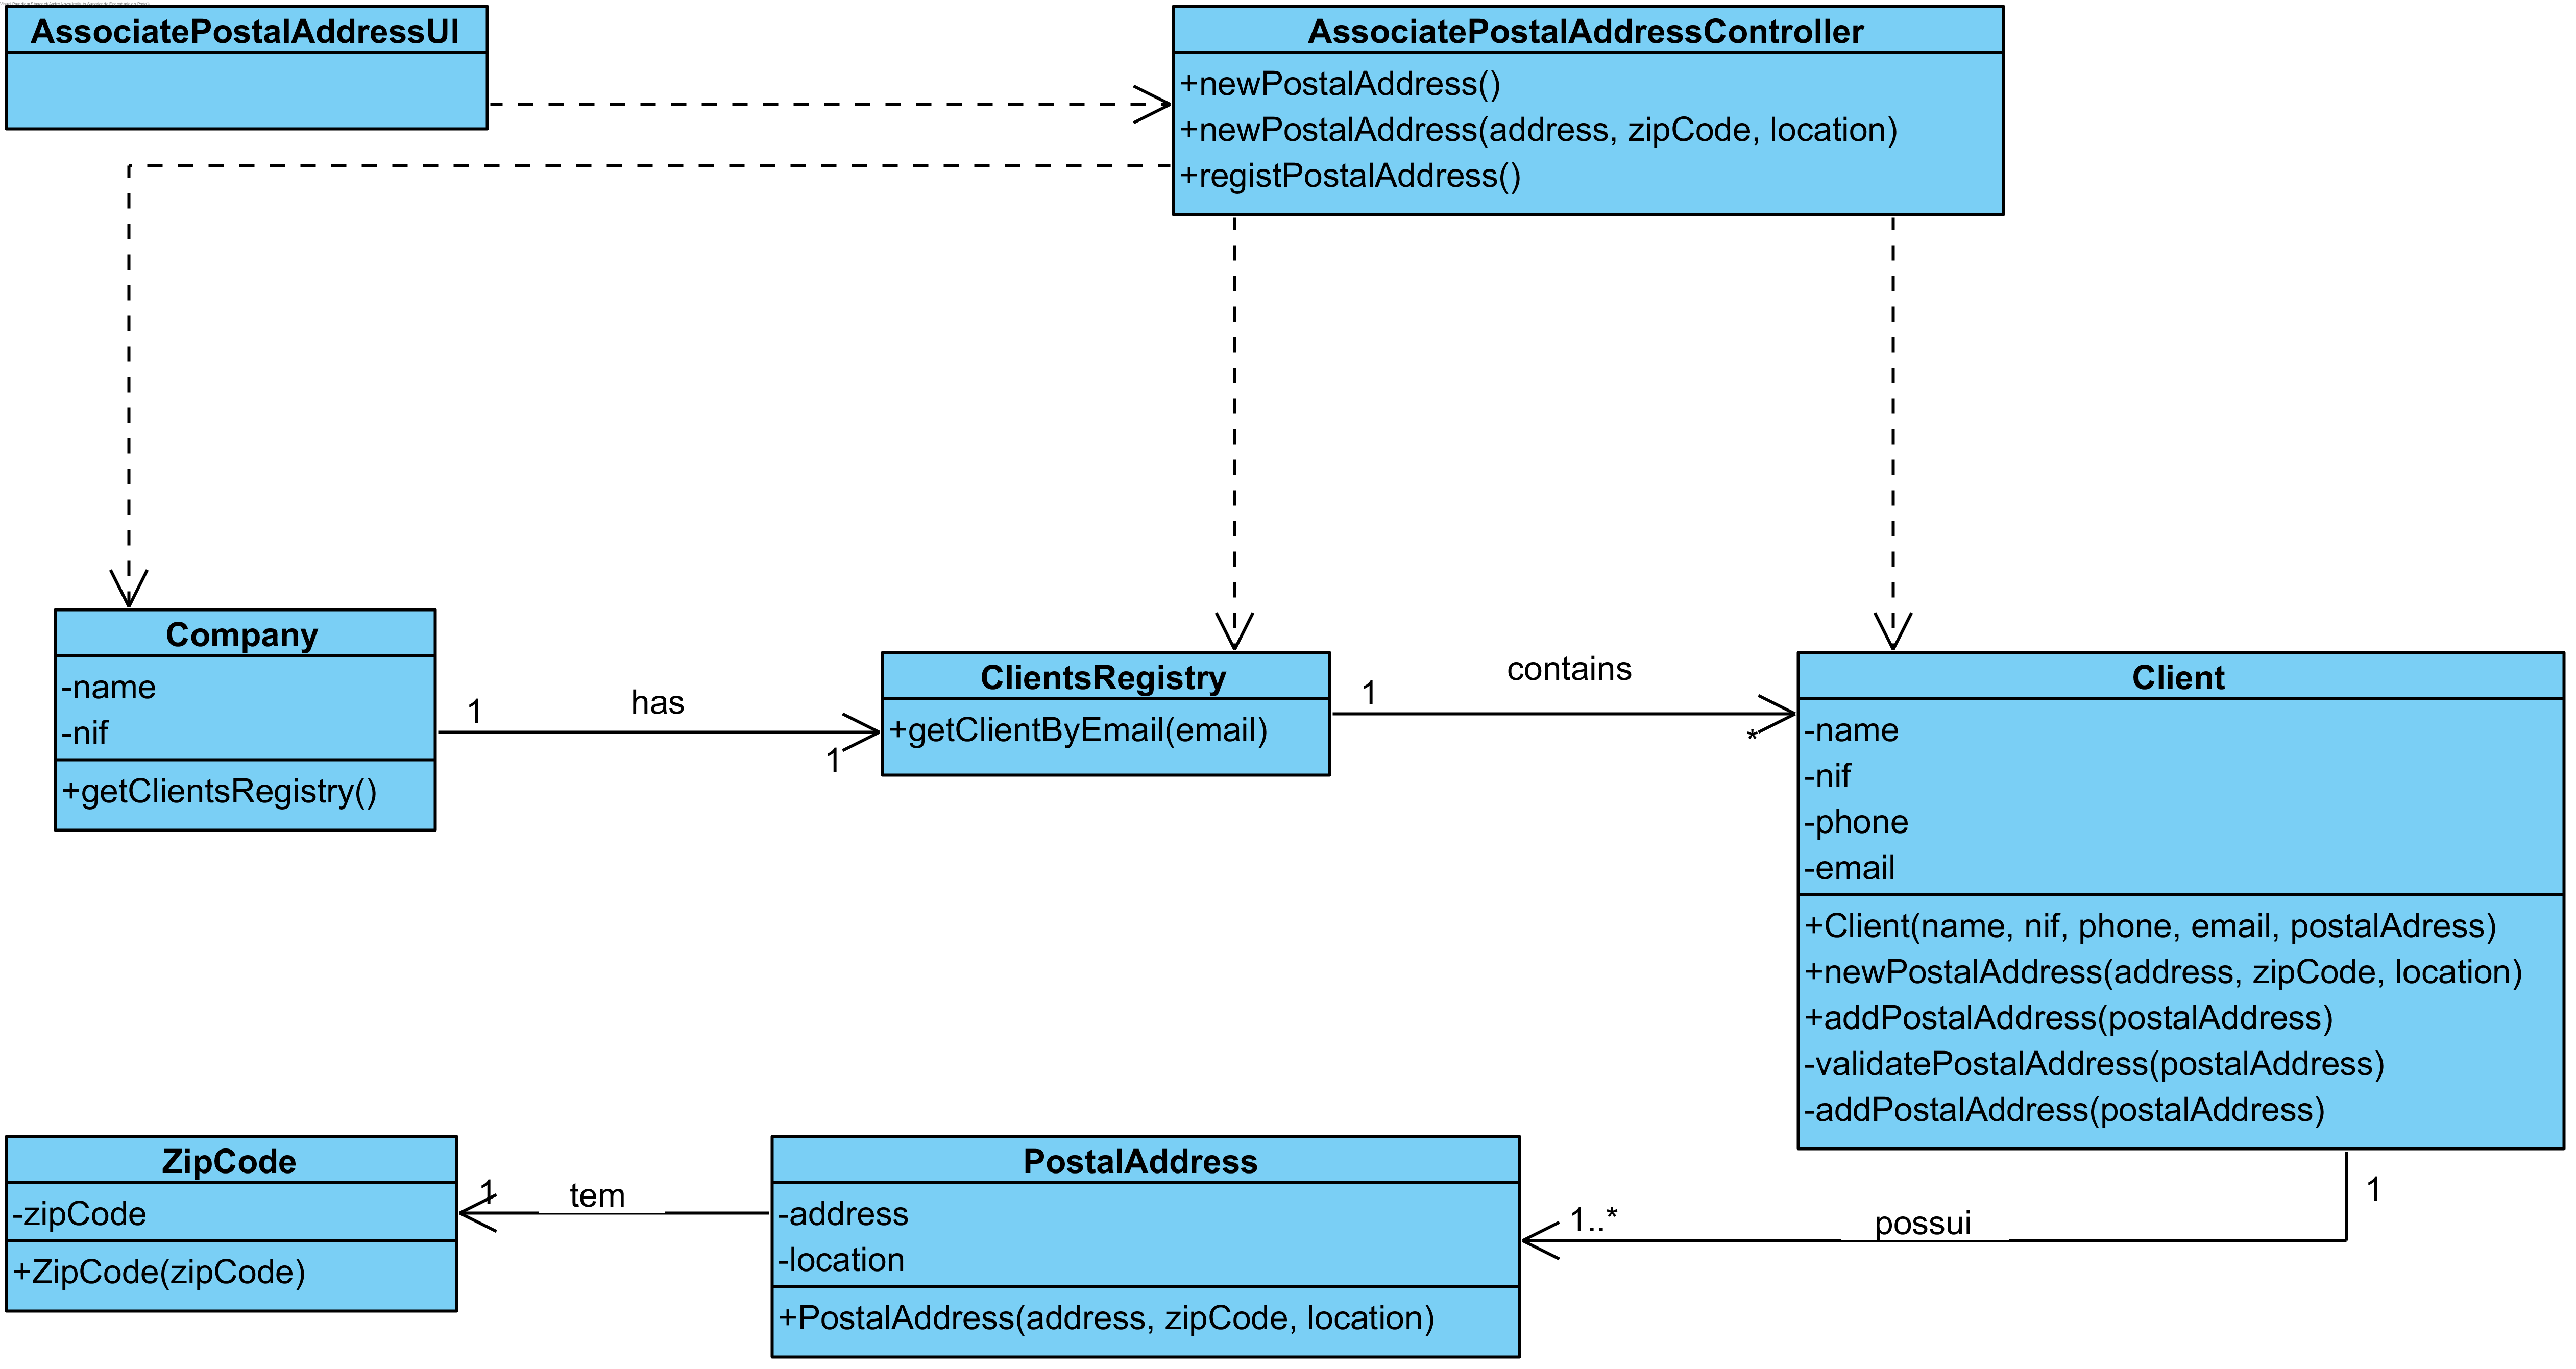 AssociatePostalAddressUI
AssociatePostalAddressController
+newPostalAddress()
+newPostalAddress(address, zipCode, location)
+registPostalAddress()
Company
-name
-nif
+getClientsRegistry()
1
has
1
ClientsRegistry
+getClientByEmail(email)
1
contains
*
Client
-name
-nif
-phone
-email
+Client(name, nif, phone, email, postalAdress)
+newPostalAddress(address, zipCode, location)
+addPostalAddress(postalAddress)
-validatePostalAddress(postalAddress)
-addPostalAddress(postalAddress)
ZipCode
-zipCode
+ZipCode(zipCode)
1
tem
PostalAddress
-address
-location
+PostalAddress(address, zipCode, location)
1..*
possui
1